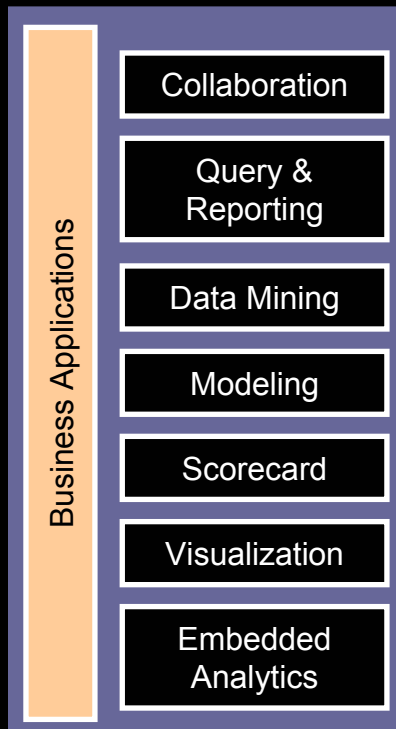 Business Applications
Collaboration
Query &
Reporting
Data Mining
Modeling
Scorecard
Visualization
Embedded
Analytics